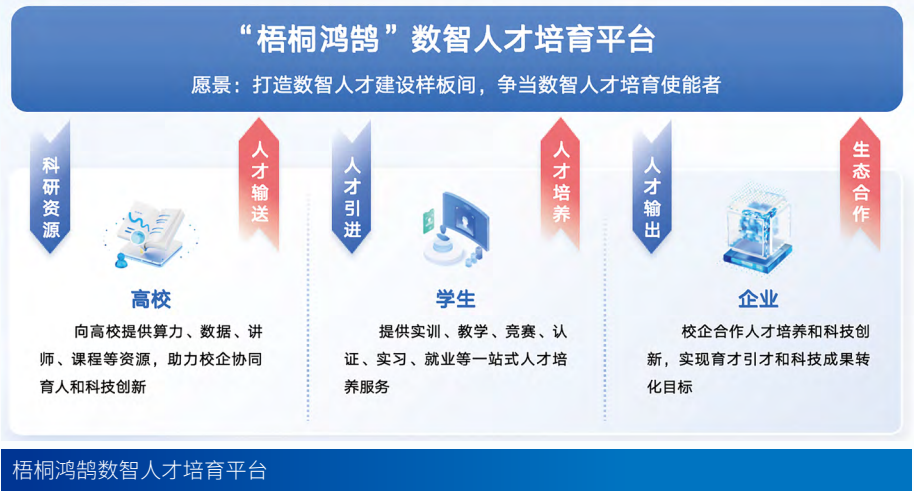 “梧桐鸿鹄”数智人才培育平台
愿景：打造数智人才建设样板间，争当数智人才培育使能者
科研资源
人才输送
人才引进
人才培养
人才输出
生态合作
高校
向高校提供算力、数据、讲
师、课程等资源，助力校企协同
育人和科技创新
学生
提供实训、教学、竞赛、认
证、实习、就业等一站式人才培
养服务
企业
校企合作人才培养和科技创
新，实现育才引才和科技成果转
化目标
梧桐鸿鹄数智人才培育平台